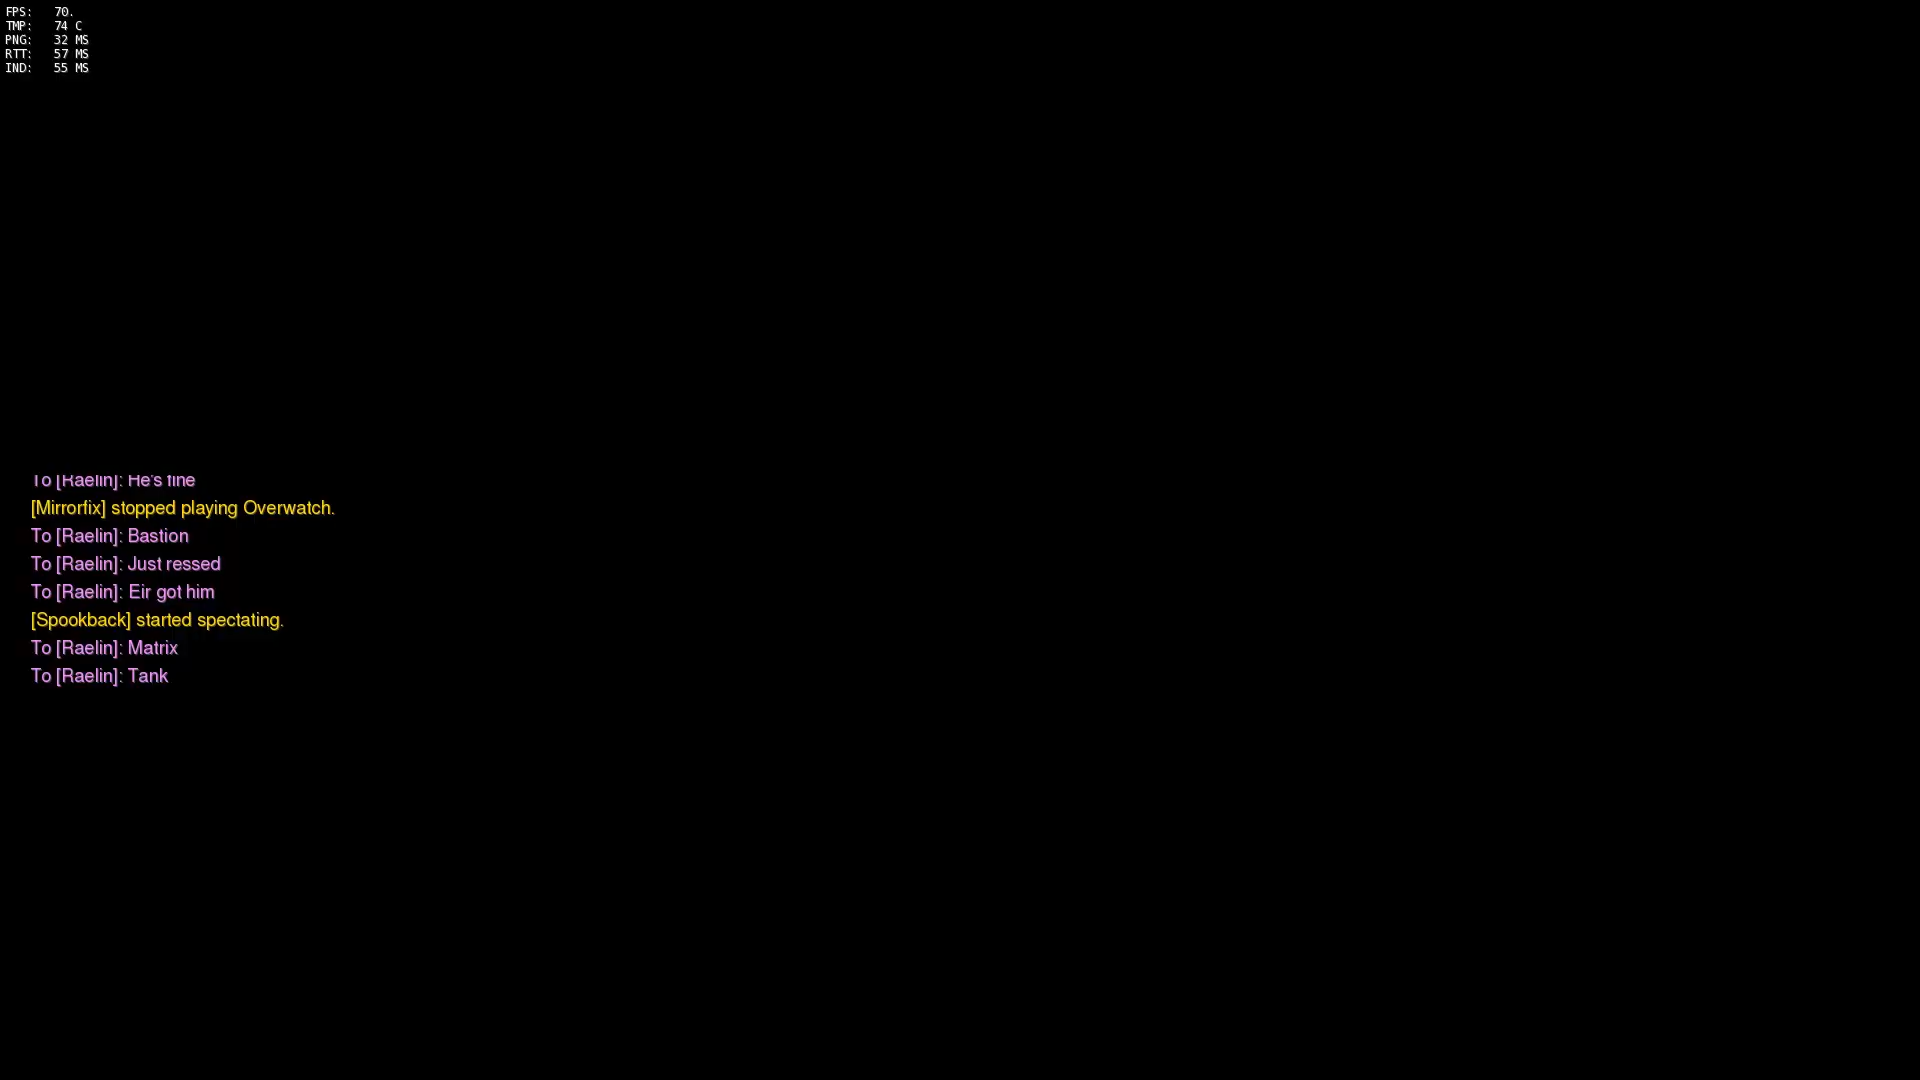 FPS: 70.
TMP: 74 C
PNG: 32 MS
RTT: 57 MS
IND: 55 MS
To [Raelin]: He's fine
[Mirrorfix] stopped playing Overwatch.
To [Raelin]: Bastion
To [Raelin]: Just ressed
To [Raelin]: Eir got him
[Spookback] started spectating.
To [Raelin]: Matrix
To [Raelin]: Tank